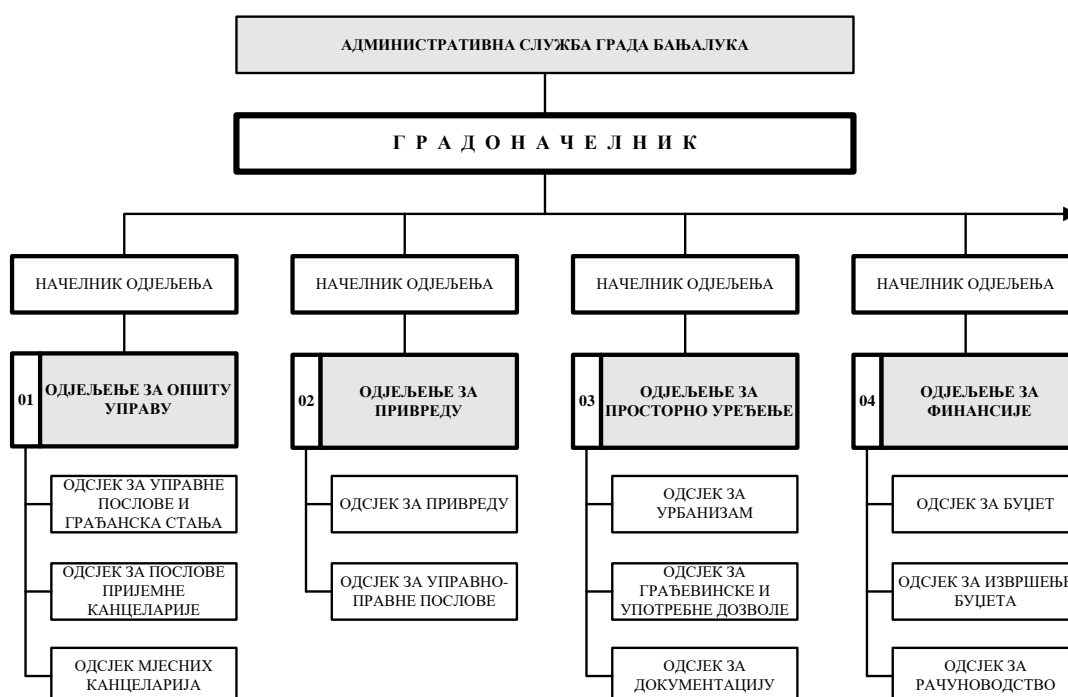 АДМИНИСТРАТИВНА СЛУЖБА ГРАДА БАЊАЛУКА
Г Р А Д О Н А Ч Е Л Н И К
НАЧЕЛНИК ОДЈЕЉЕЊА
НАЧЕЛНИК ОДЈЕЉЕЊА
НАЧЕЛНИК ОДЈЕЉЕЊА
НАЧЕЛНИК ОДЈЕЉЕЊА
01
ОДЈЕЉЕЊЕ ЗА ОПШТУ
УПРАВУ
02
ОДЈЕЉЕЊЕ ЗА
ПРИВРЕДУ
03
ОДЈЕЉЕЊЕ ЗА
ПРОСТОРНО УРЕЂЕЊЕ
04
ОДЈЕЉЕЊЕ ЗА
ФИНАНСИЈЕ
ОДСЈЕК ЗА УПРАВНЕ
ПОСЛОВЕ И
ГРАЂАНСКА СТАЊА
ОДСЈЕК ЗА ПРИВРЕДУ
ОДСЈЕК ЗА
УРБАНИЗАМ
ОДСЈЕК ЗА БУЏЕТ
ОДСЈЕК ЗА ПОСЛОВЕ
ПРИЈЕМНЕ
КАНЦЕЛАРИЈЕ
ОДСЈЕК ЗА УПРАВНО-
ПРАВНЕ ПОСЛОВЕ
ОДСЈЕК ЗА
ГРАЂЕВИНСКЕ И
УПОТРЕБНЕ ДОЗВОЛЕ
ОДСЈЕК ЗА ИЗВРШЕЊЕ
БУЏЕТА
ОДСЈЕК МЈЕСНИХ
КАНЦЕЛАРИЈА
ОДСЈЕК ЗА
ДОКУМЕНТАЦИЈУ
ОДСЈЕК ЗА
РАЧУНОВОДСТВО